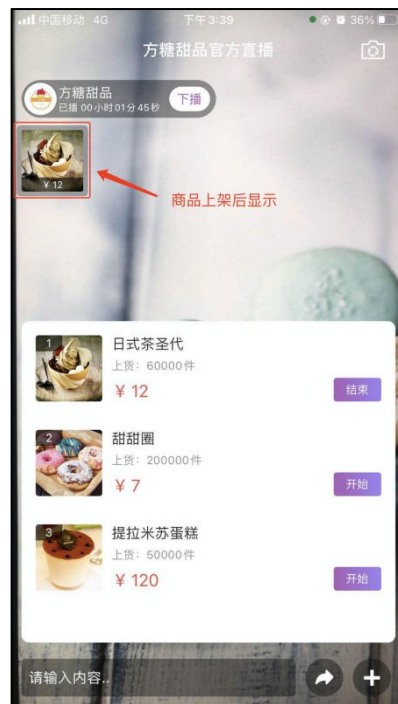 中国移动 4G 下午3:39 36%
方糖甜品官方直播
方糖甜品
已播 00小时01分45秒
下播
¥ 12
商品上架后显示
1
日式茶圣代
上货：60000件
¥ 12
结束
2
甜甜圈
上货：200000件
¥ 7
开始
3
提拉米苏蛋糕
上货：50000件
¥ 120
开始
请输入内容..